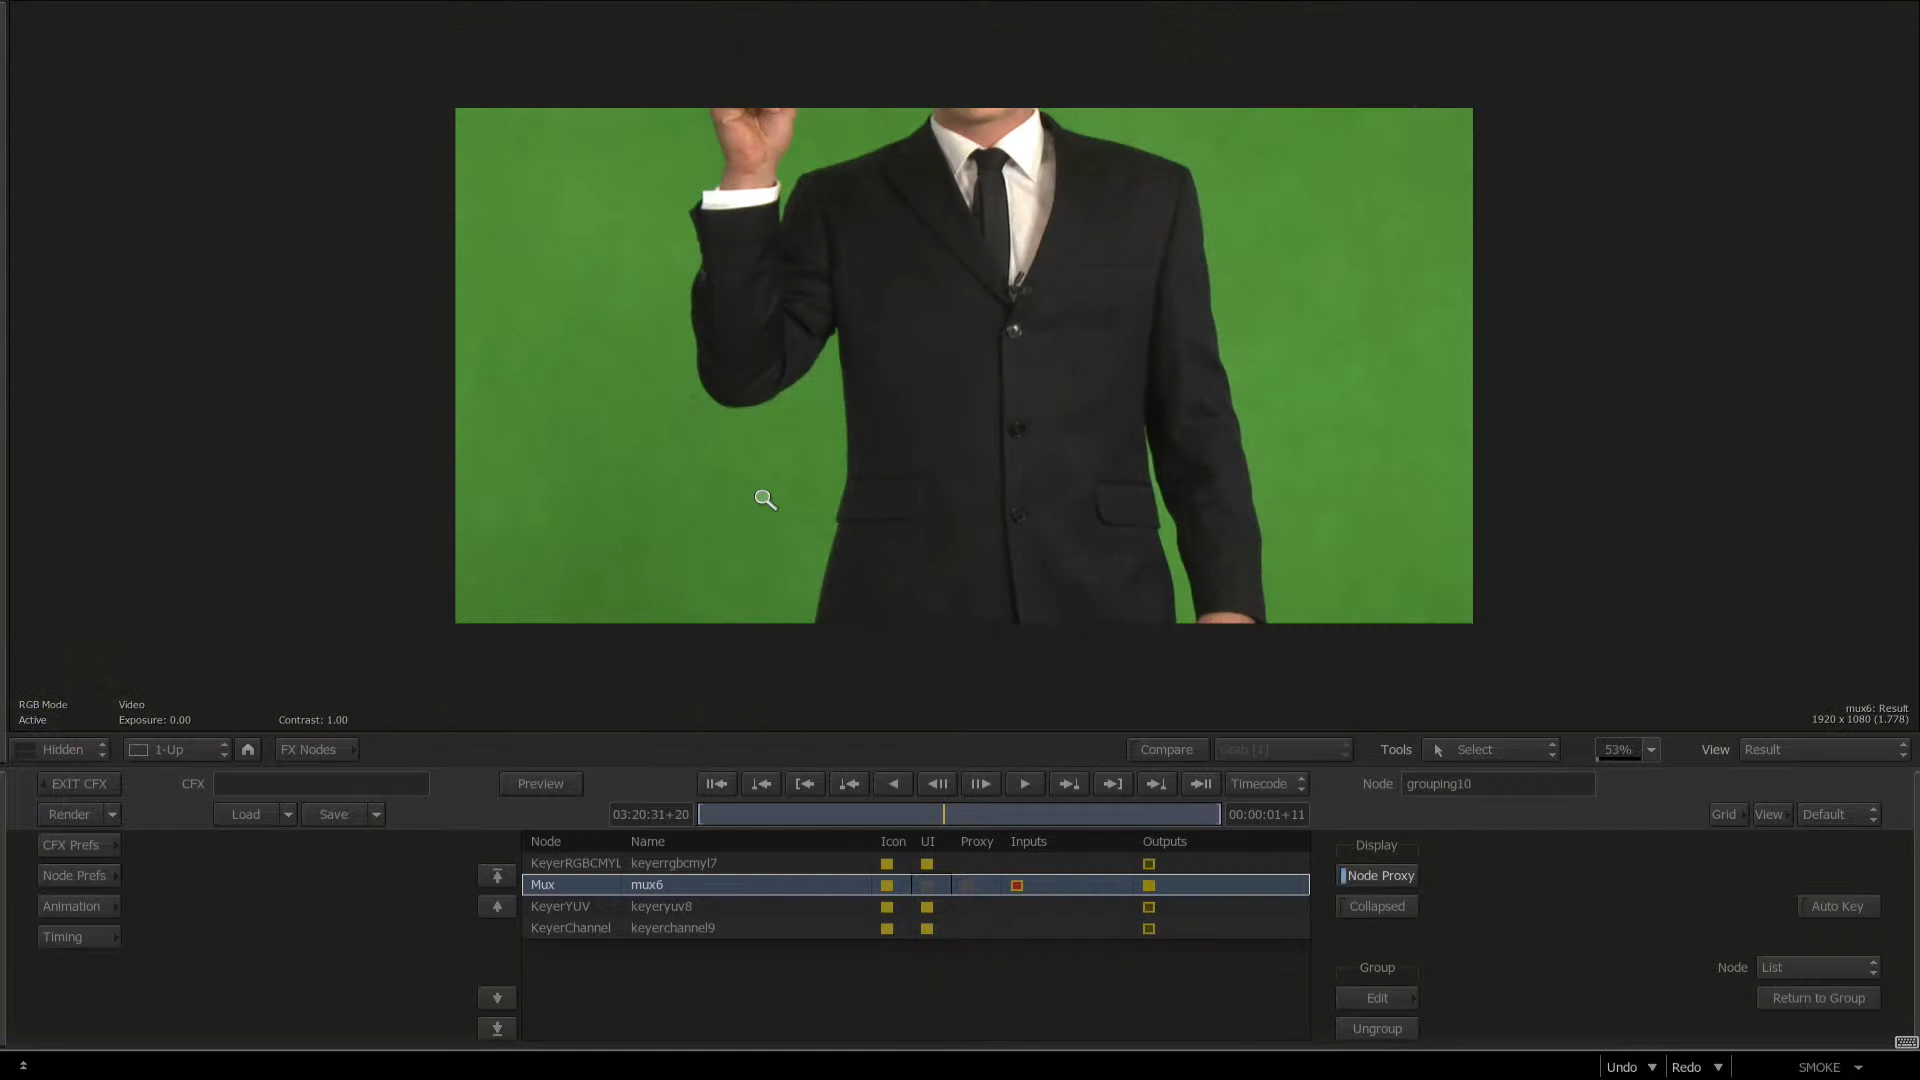 RGB Mode Video
Active Exposure: 0.00 Contrast: 1.00
mux6: Result
1920 x 1080 (1.778)
Hidden 1-Up FX Nodes Compare Grab [1] Tools Select 53% View Result
EXIT CFX CFX Preview Timecode Node grouping10
Render Load Save 03:20:31+20 00:00:01+11 Grid View Default
CFX Prefs
Node Prefs
Animation
Timing
Node Name Icon UI Proxy Inputs Outputs
KeyerRGBCMYL keyerrgbcmyl7
Mux mux6
KeyerYUV keyeryuv8
KeyerChannel keyerchannel9
Display
Node Proxy
Collapsed
Auto Key
Group
Edit
Ungroup
Node List
Return to Group
Undo Redo SMOKE